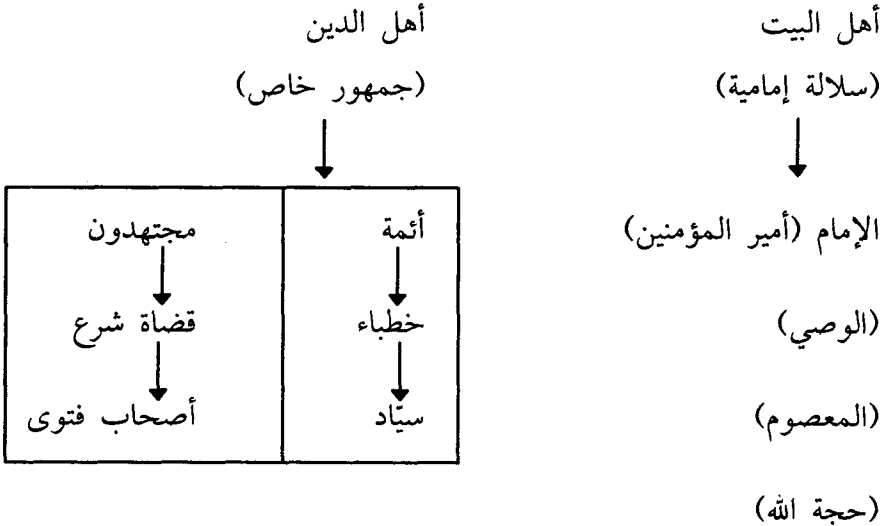 أهل البيت أهل الدين
(سلالة إمامية) (جمهور خاص)
الإمام (أمير المؤمنين) أئمة مجتهدون
(الوصي) خطباء قضاة شرع
(المعصوم) سيّاد أصحاب فتوى
(حجة الله)